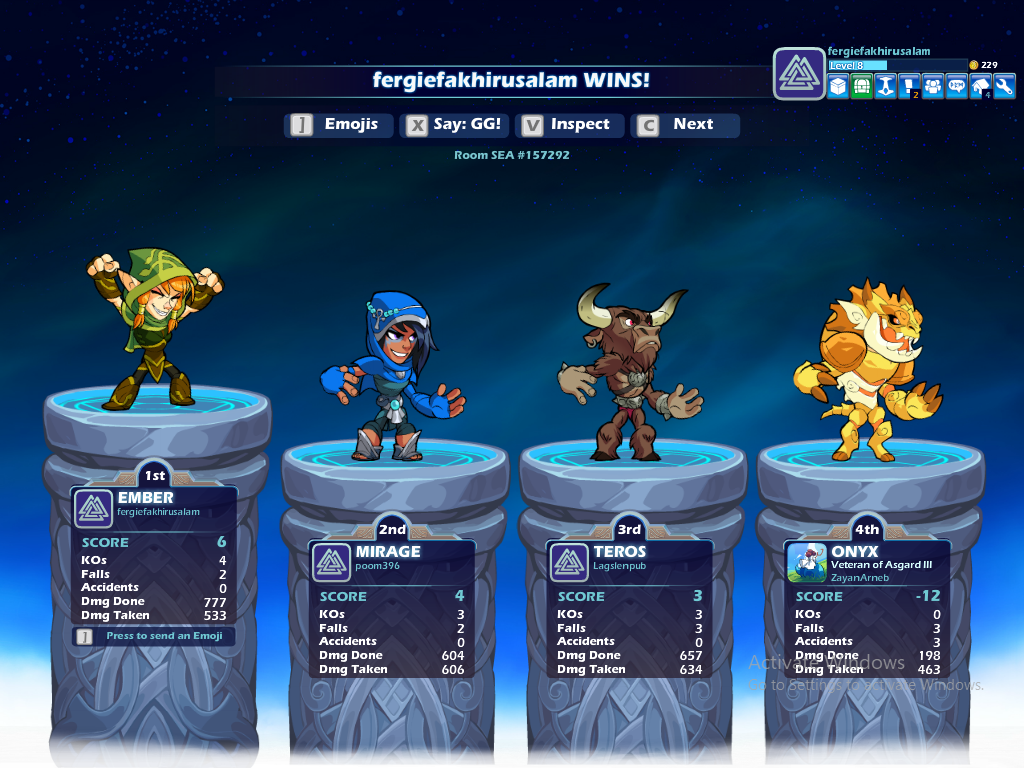 fergiefakhirusalam
Level 8
229
2
4
fergiefakhirusalam WINS!
] Emojis
X Say: GG!
V Inspect
C Next
Room SEA #157292
1st
EMBER
fergiefakhirusalam
SCORE 6
KOs 4
Falls 2
Accidents 0
Dmg Done 777
Dmg Taken 533
] Press to send an Emoji
2nd
MIRAGE
poom396
SCORE 4
KOs 3
Falls 2
Accidents 0
Dmg Done 604
Dmg Taken 606
3rd
TEROS
Lagslenpub
SCORE 3
KOs 3
Falls 3
Accidents 0
Dmg Done 657
Dmg Taken 634
4th
ONYX
Veteran of Asgard III
ZayanArneb
SCORE -12
KOs 0
Falls 3
Accidents 3
Dmg Done 198
Dmg Taken 463
Activate Windows
Go to Settings to activate Windows.